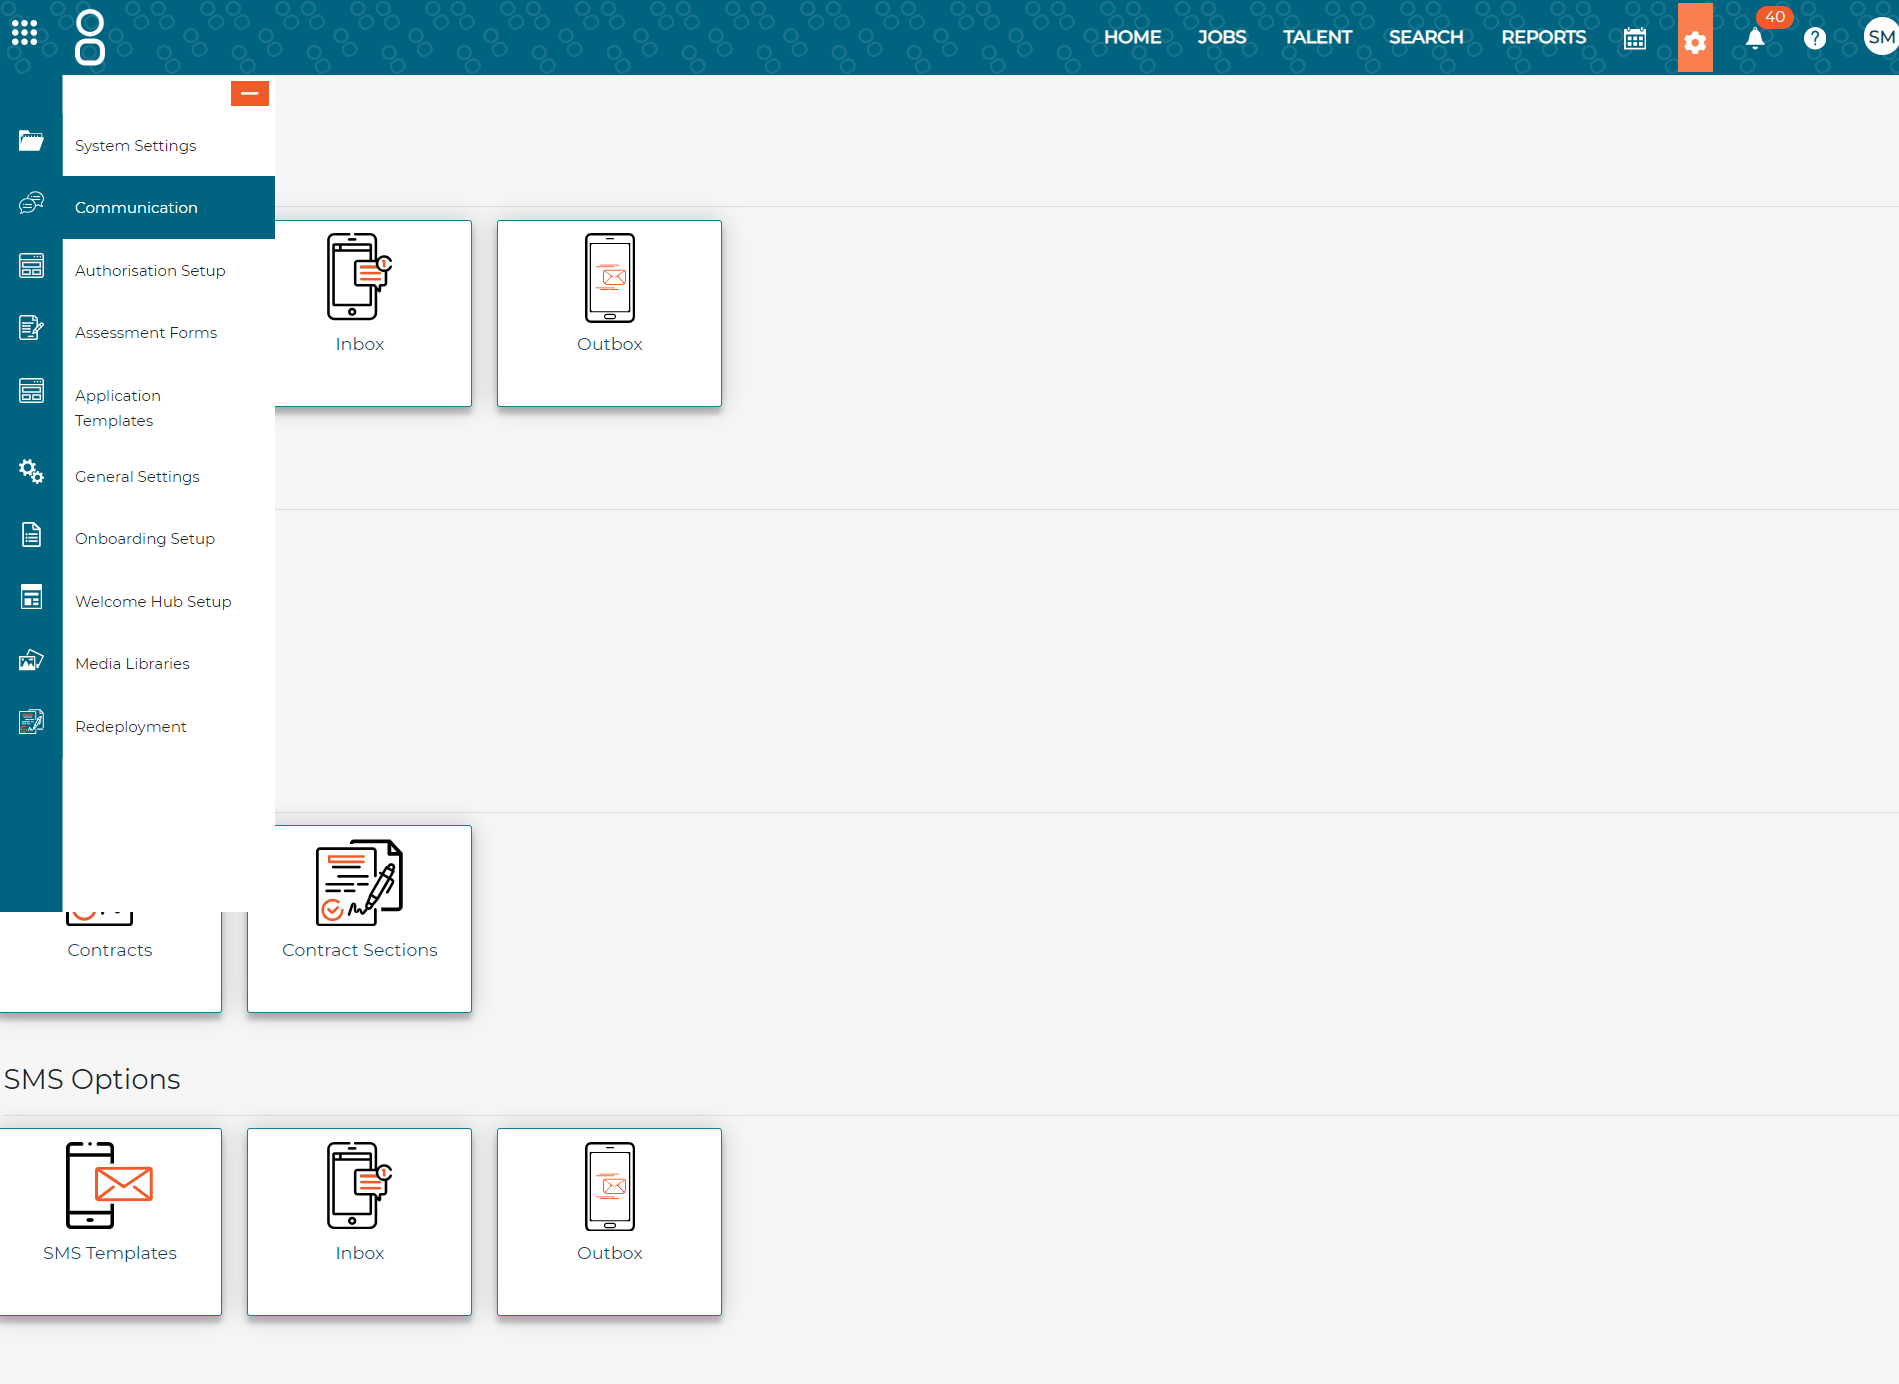 HOME JOBS TALENT SEARCH REPORTS 40 SM
System Settings
Communication
Authorisation Setup
Assessment Forms
Application
Templates
General Settings
Onboarding Setup
Welcome Hub Setup
Media Libraries
Redeployment
Inbox Outbox
Contracts Contract Sections
SMS Options
SMS Templates Inbox Outbox